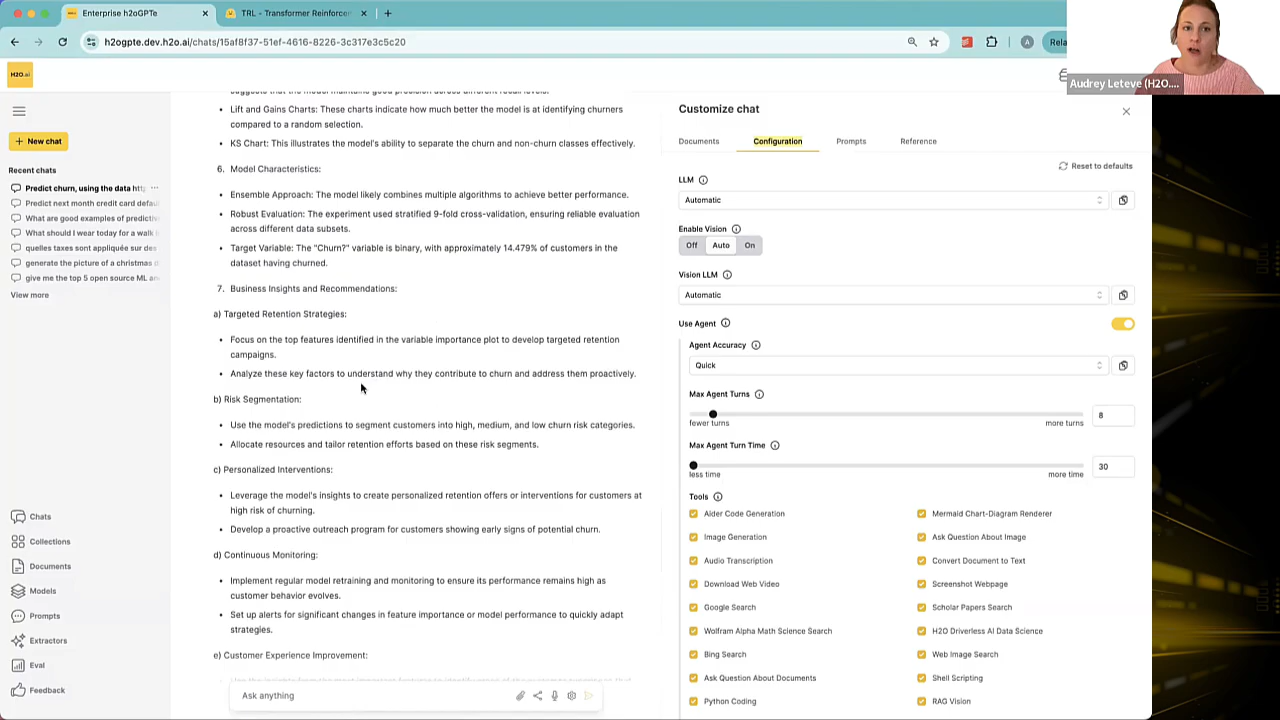 Enterprise h2oGPTe
TRL - Transformer Reinforce
h2ogpte.dev.h2o.ai/chats/15af8f37-51ef-4616-8226-3c317e3c5c20
A
Rela
H2O.ai
Audrey Leteve (H2O....
New chat
Recent chats
Predict churn, using the data htt
Predict next month credit card defau
What are good examples of predictiv
What should I wear today for a walk i
quelles taxes sont appliquée sur des
generate the picture of a christmas d
give me the top 5 open source ML an
View more
Chats
Collections
Documents
Models
Prompts
Extractors
Eval
Feedback
suggests that the model maintains good precision across different recall levels.
Lift and Gains Charts: These charts indicate how much better the model is at identifying churners
compared to a random selection.
KS Chart: This illustrates the model's ability to separate the churn and non-churn classes effectively.
6. Model Characteristics:
Ensemble Approach: The model likely combines multiple algorithms to achieve better performance.
Robust Evaluation: The experiment used stratified 9-fold cross-validation, ensuring reliable evaluation
across different data subsets.
Target Variable: The "Churn?" variable is binary, with approximately 14.479% of customers in the
dataset having churned.
7. Business Insights and Recommendations:
a) Targeted Retention Strategies:
Focus on the top features identified in the variable importance plot to develop targeted retention
campaigns.
Analyze these key factors to understand why they contribute to churn and address them proactively.
b) Risk Segmentation:
Use the model's predictions to segment customers into high, medium, and low churn risk categories.
Allocate resources and tailor retention efforts based on these risk segments.
c) Personalized Interventions:
Leverage the model's insights to create personalized retention offers or interventions for customers at
high risk of churning.
Develop a proactive outreach program for customers showing early signs of potential churn.
d) Continuous Monitoring:
Implement regular model retraining and monitoring to ensure its performance remains high as
customer behavior evolves.
Set up alerts for significant changes in feature importance or model performance to quickly adapt
strategies.
e) Customer Experience Improvement:
Ask anything
Customize chat
Documents
Configuration
Prompts
Reference
Reset to defaults
LLM
Automatic
Enable Vision
Off
Auto
On
Vision LLM
Automatic
Use Agent
Agent Accuracy
Quick
Max Agent Turns
8
fewer turns
more turns
Max Agent Turn Time
30
less time
more time
Tools
Aider Code Generation
Mermaid Chart-Diagram Renderer
Image Generation
Ask Question About Image
Audio Transcription
Convert Document to Text
Download Web Video
Screenshot Webpage
Google Search
Scholar Papers Search
Wolfram Alpha Math Science Search
H2O Driverless AI Data Science
Bing Search
Web Image Search
Ask Question About Documents
Shell Scripting
Python Coding
RAG Vision